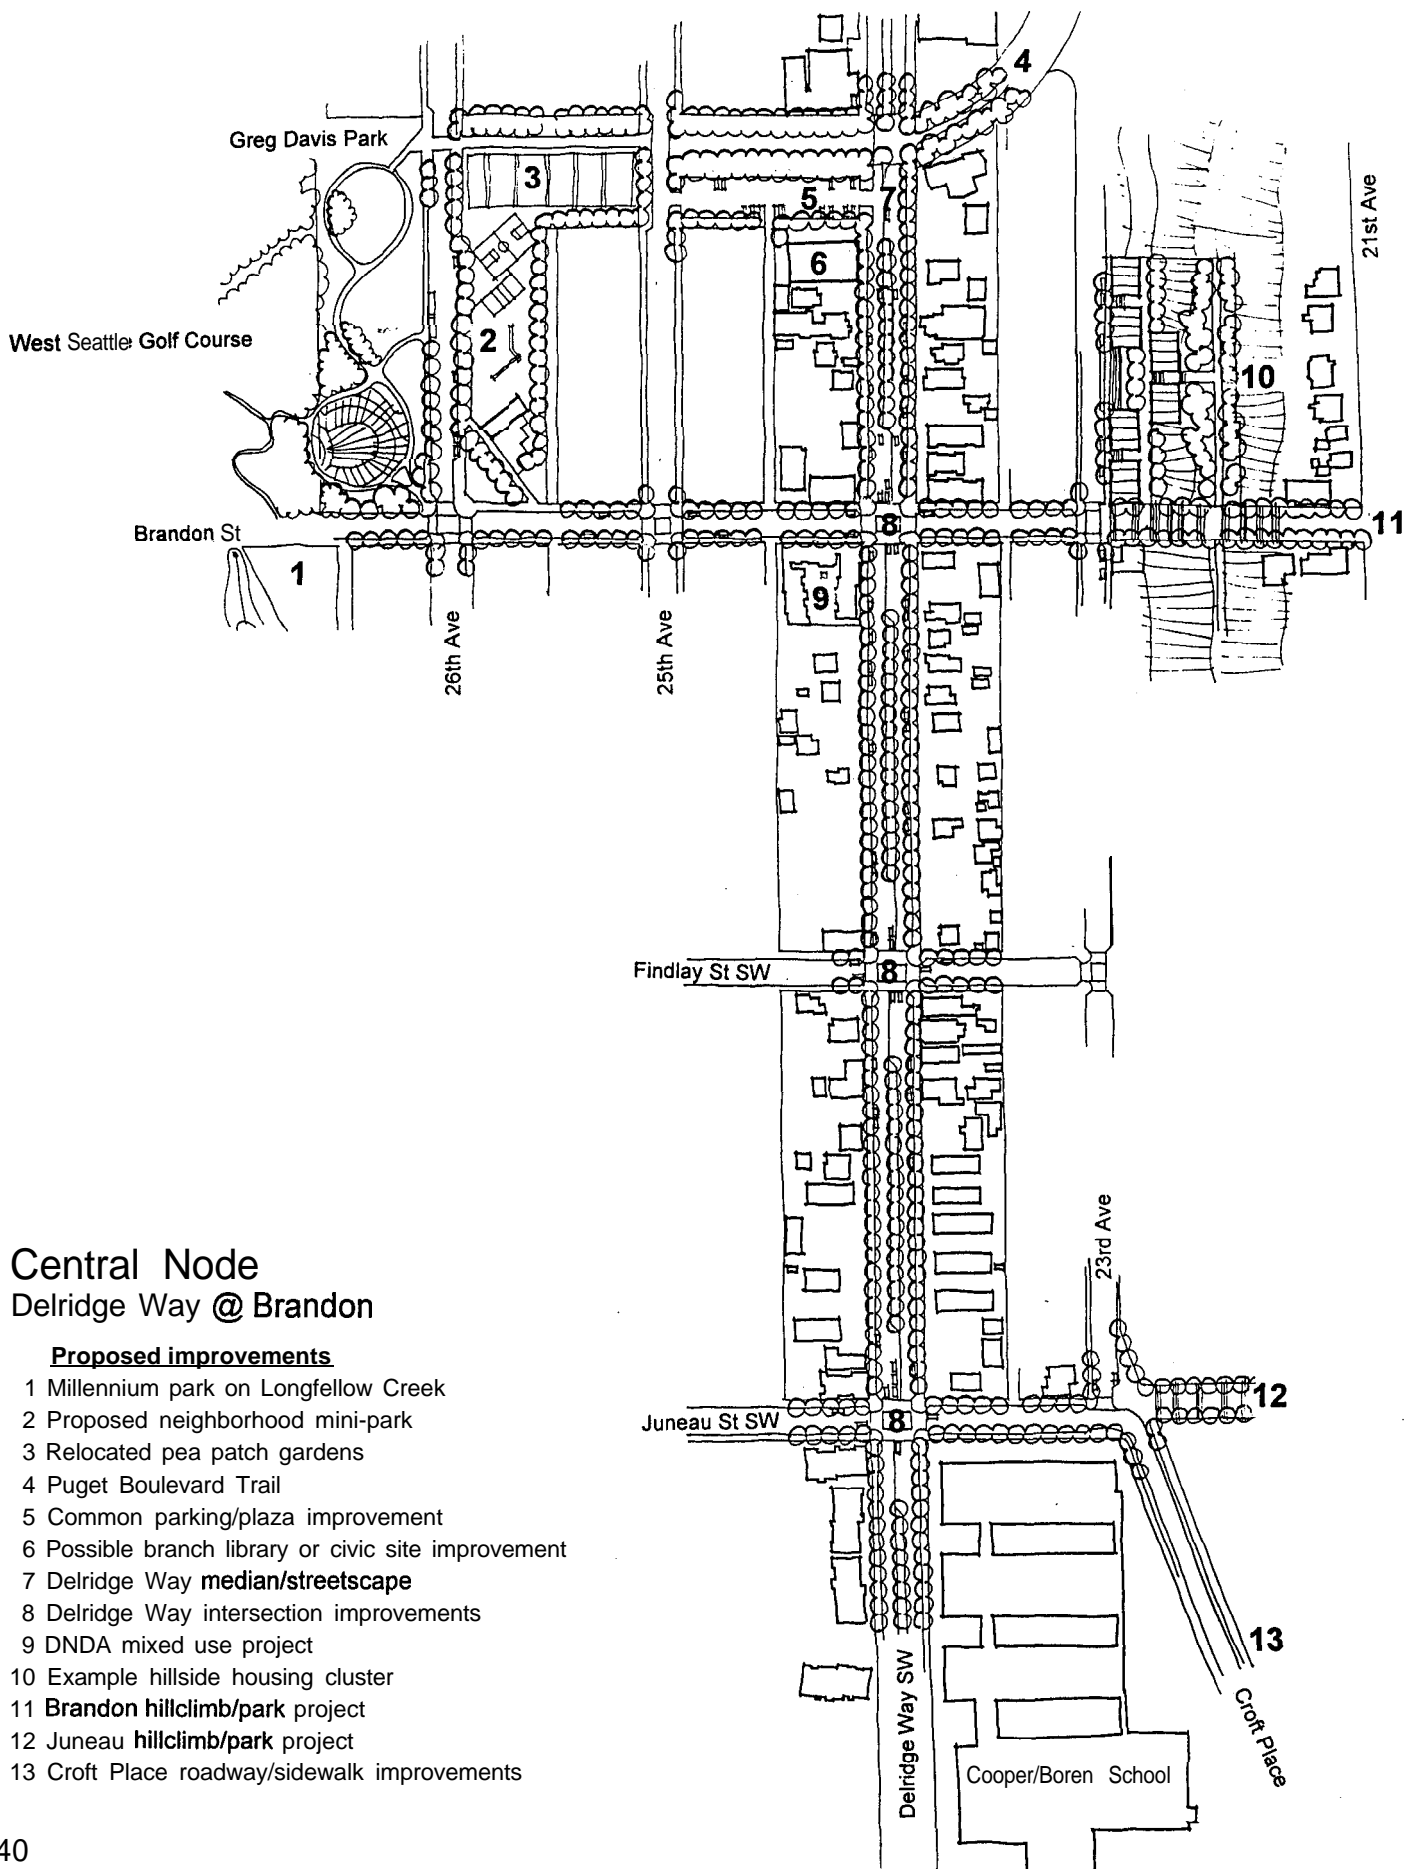 4
Greg Davis Park
3
5
7
21st Ave
6
West Seattle Golf Course
2
10
Brandon St
8
11
1
9
26th Ave
25th Ave
Findlay St SW
8
23rd Ave
Central Node
Delridge Way @ Brandon
Proposed improvements
1 Millennium park on Longfellow Creek
2 Proposed neighborhood mini-park
3 Relocated pea patch gardens
4 Puget Boulevard Trail
5 Common parking/plaza improvement
6 Possible branch library or civic site improvement
7 Delridge Way median/streetscape
8 Delridge Way intersection improvements
9 DNDA mixed use project
10 Example hillside housing cluster
11 Brandon hillclimb/park project
12 Juneau hillclimb/park project
13 Croft Place roadway/sidewalk improvements
12
Juneau St SW
8
13
Delridge Way SW
Croft Place
Cooper/Boren School
40